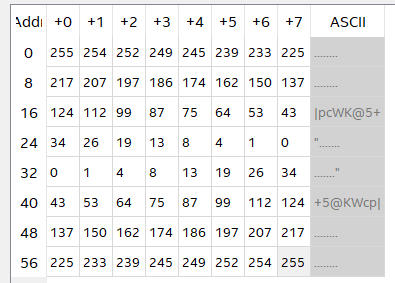 Addr +0 +1 +2 +3 +4 +5 +6 +7 ASCII
0 255 254 252 249 245 239 233 225 ........
8 217 207 197 186 174 162 150 137 ........
16 124 112 99 87 75 64 53 43 |pcWK@5+
24 34 26 19 13 8 4 1 0 ".......
32 0 1 4 8 13 19 26 34 ......."
40 43 53 64 75 87 99 112 124 +5@KWcp|
48 137 150 162 174 186 197 207 217 ........
56 225 233 239 245 249 252 254 255 ........